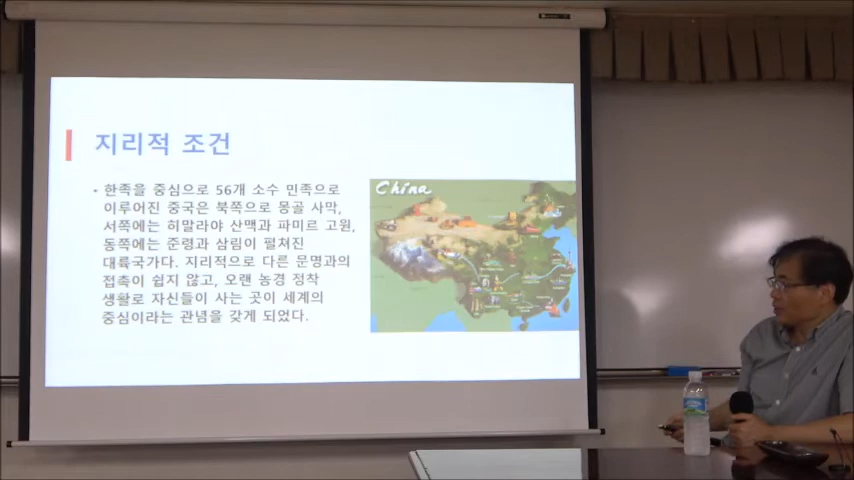 지리적 조건
• 한족을 중심으로 56개 소수 민족으로
이루어진 중국은 북쪽으로 몽골 사막,
서쪽에는 히말라야 산맥과 파미르 고원,
동쪽에는 준령과 삼림이 펼쳐진
대륙국가다. 지리적으로 다른 문명과의
접촉이 쉽지 않고, 오랜 농경 정착
생활로 자신들이 사는 곳이 세계의
중심이라는 관념을 갖게 되었다.
China